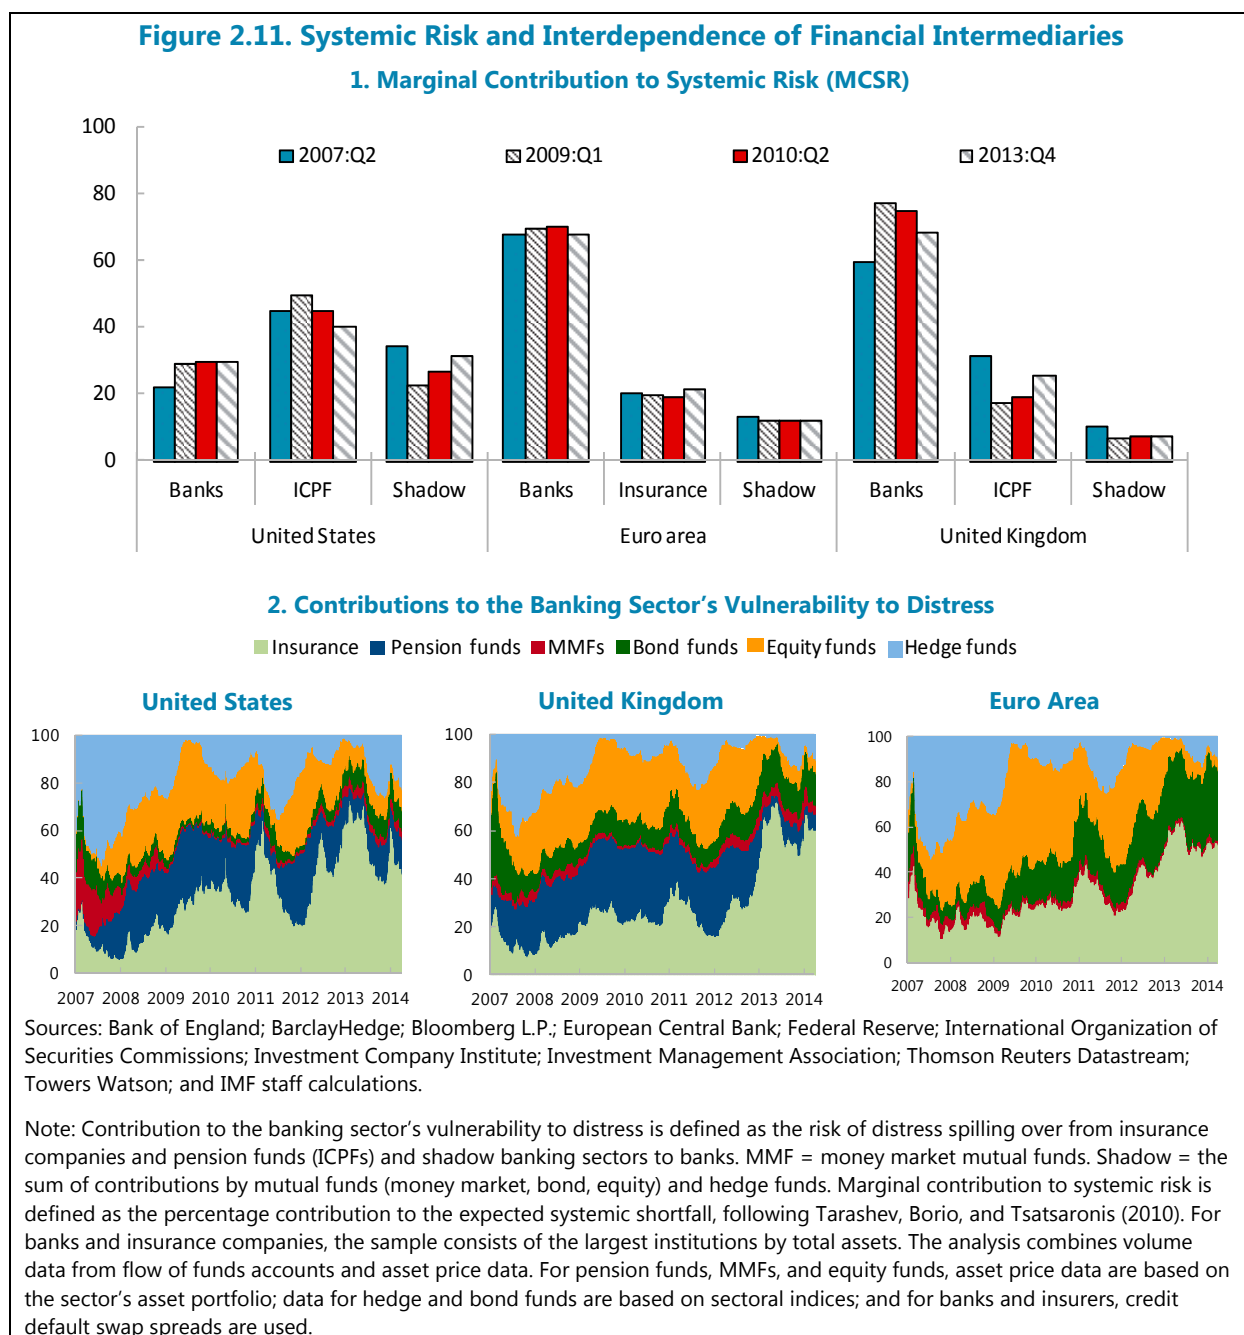 Figure 2.11. Systemic Risk and Interdependence of Financial Intermediaries
1. Marginal Contribution to Systemic Risk (MCSR)
100
80
60
40
20
0
2007:Q2 2009:Q1 2010:Q2 2013:Q4
Banks ICPF Shadow Banks Insurance Shadow Banks ICPF Shadow
United States Euro area United Kingdom
2. Contributions to the Banking Sector's Vulnerability to Distress
Insurance Pension funds MMFs Bond funds Equity funds Hedge funds
United States
100
80
60
40
20
0
2007 2008 2009 2010 2011 2012 2013 2014
United Kingdom
100
80
60
40
20
0
2007 2008 2009 2010 2011 2012 2013 2014
Euro Area
100
80
60
40
20
0
2007 2008 2009 2010 2011 2012 2013 2014
Sources: Bank of England; BarclayHedge; Bloomberg L.P.; European Central Bank; Federal Reserve; International Organization of
Securities Commissions; Investment Company Institute; Investment Management Association; Thomson Reuters Datastream;
Towers Watson; and IMF staff calculations.
Note: Contribution to the banking sector's vulnerability to distress is defined as the risk of distress spilling over from insurance
companies and pension funds (ICPFs) and shadow banking sectors to banks. MMF = money market mutual funds. Shadow = the
sum of contributions by mutual funds (money market, bond, equity) and hedge funds. Marginal contribution to systemic risk is
defined as the percentage contribution to the expected systemic shortfall, following Tarashev, Borio, and Tsatsaronis (2010). For
banks and insurance companies, the sample consists of the largest institutions by total assets. The analysis combines volume
data from flow of funds accounts and asset price data. For pension funds, MMFs, and equity funds, asset price data are based on
the sector's asset portfolio; data for hedge and bond funds are based on sectoral indices; and for banks and insurers, credit
default swap spreads are used.